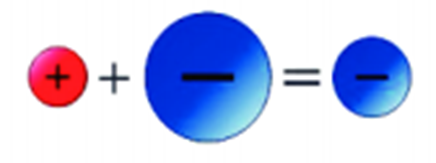 + + − = −